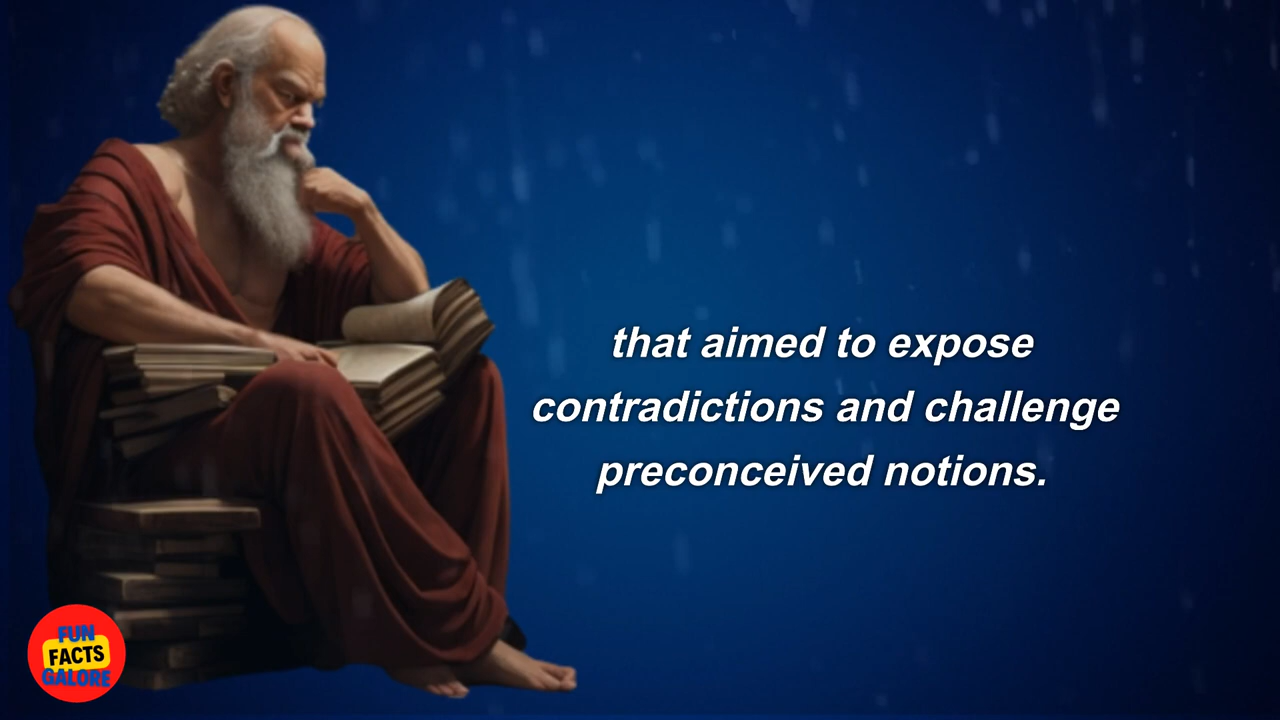 that aimed to expose
contradictions and challenge
preconceived notions.
FUN
FACTS
GALORE